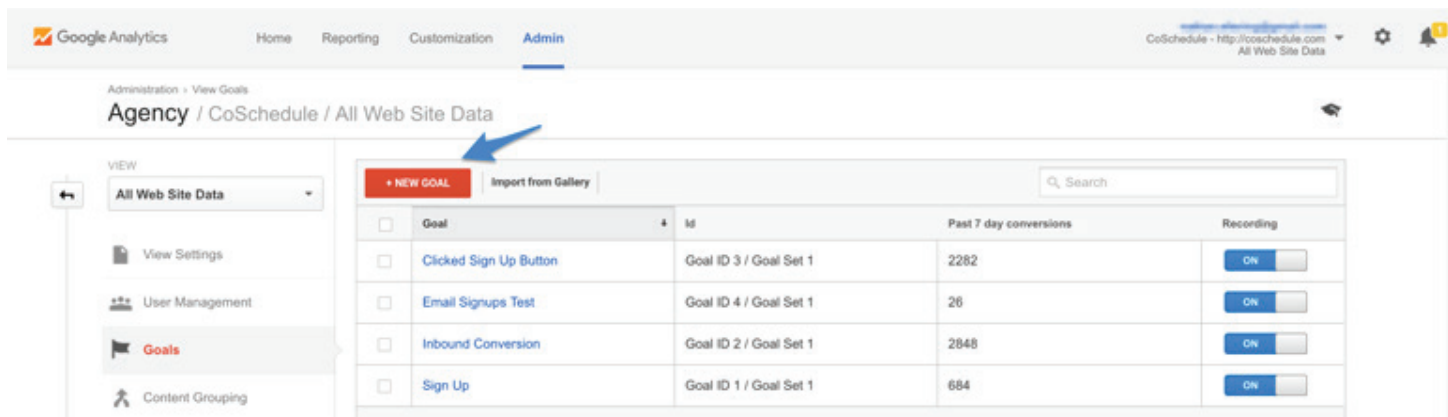 Google Analytics
Home
Reporting
Customization
Admin
CoSchedule - http://coschedule.com
All Web Site Data
1
Administration › View Goals
Agency / CoSchedule / All Web Site Data
VIEW
All Web Site Data
View Settings
User Management
Goals
Content Grouping
+ NEW GOAL
Import from Gallery
Search
Goal
Id
Past 7 day conversions
Recording
Clicked Sign Up Button
Goal ID 3 / Goal Set 1
2282
ON
Email Signups Test
Goal ID 4 / Goal Set 1
26
ON
Inbound Conversion
Goal ID 2 / Goal Set 1
2848
ON
Sign Up
Goal ID 1 / Goal Set 1
684
ON